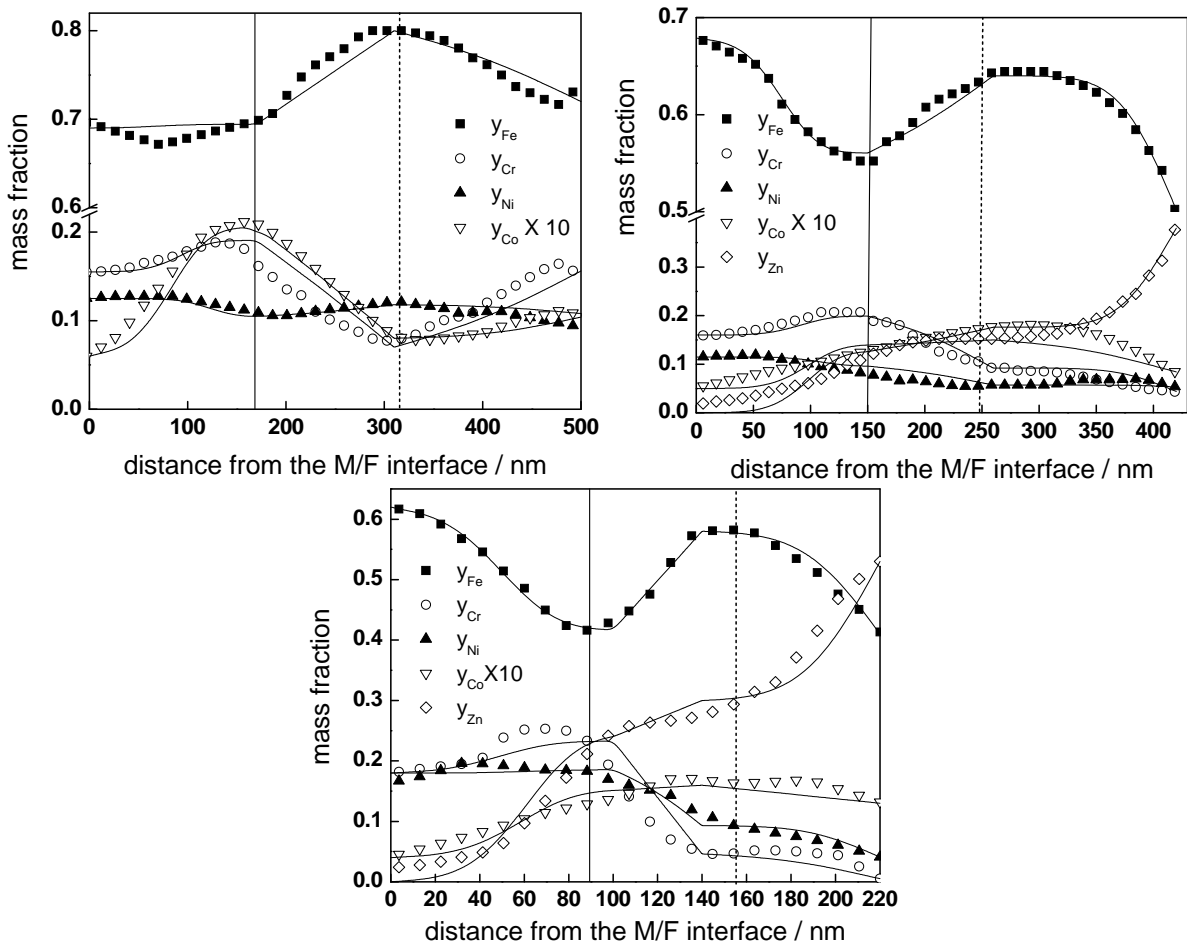 0.8
0.7
0.6
0.2
0.1
0.0
mass fraction
y_Fe
y_Cr
y_Ni
y_Co X 10
0 100 200 300 400 500
distance from the M/F interface / nm
0.7
0.6
0.5
0.2
0.1
0.0
mass fraction
y_Fe
y_Cr
y_Ni
y_Co X 10
y_Zn
0 50 100 150 200 250 300 350 400
distance from the M/F interface / nm
0.6
0.5
0.4
0.3
0.2
0.1
0.0
mass fraction
y_Fe
y_Cr
y_Ni
y_CoX10
y_Zn
0 20 40 60 80 100 120 140 160 180 200 220
distance from the M/F interface / nm